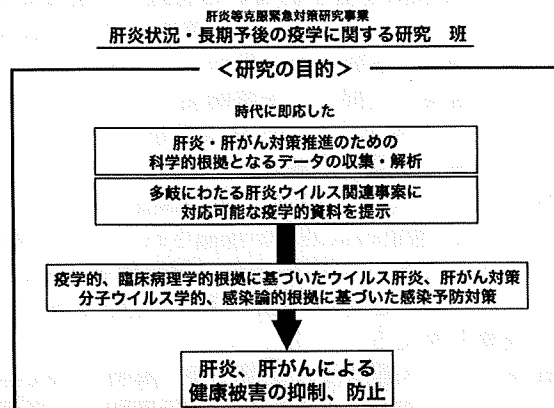 肝炎等克服緊急対策研究事業
肝炎状況・長期予後の疫学に関する研究　班
＜研究の目的＞
時代に即応した
肝炎・肝がん対策推進のための
科学的根拠となるデータの収集・解析
多岐にわたる肝炎ウイルス関連事案に
対応可能な疫学的資料を提示
疫学的、臨床病理学的根拠に基づいたウイルス肝炎、肝がん対策
分子ウイルス学的、感染論的根拠に基づいた感染予防対策
肝炎、肝がんによる
健康被害の抑制、防止